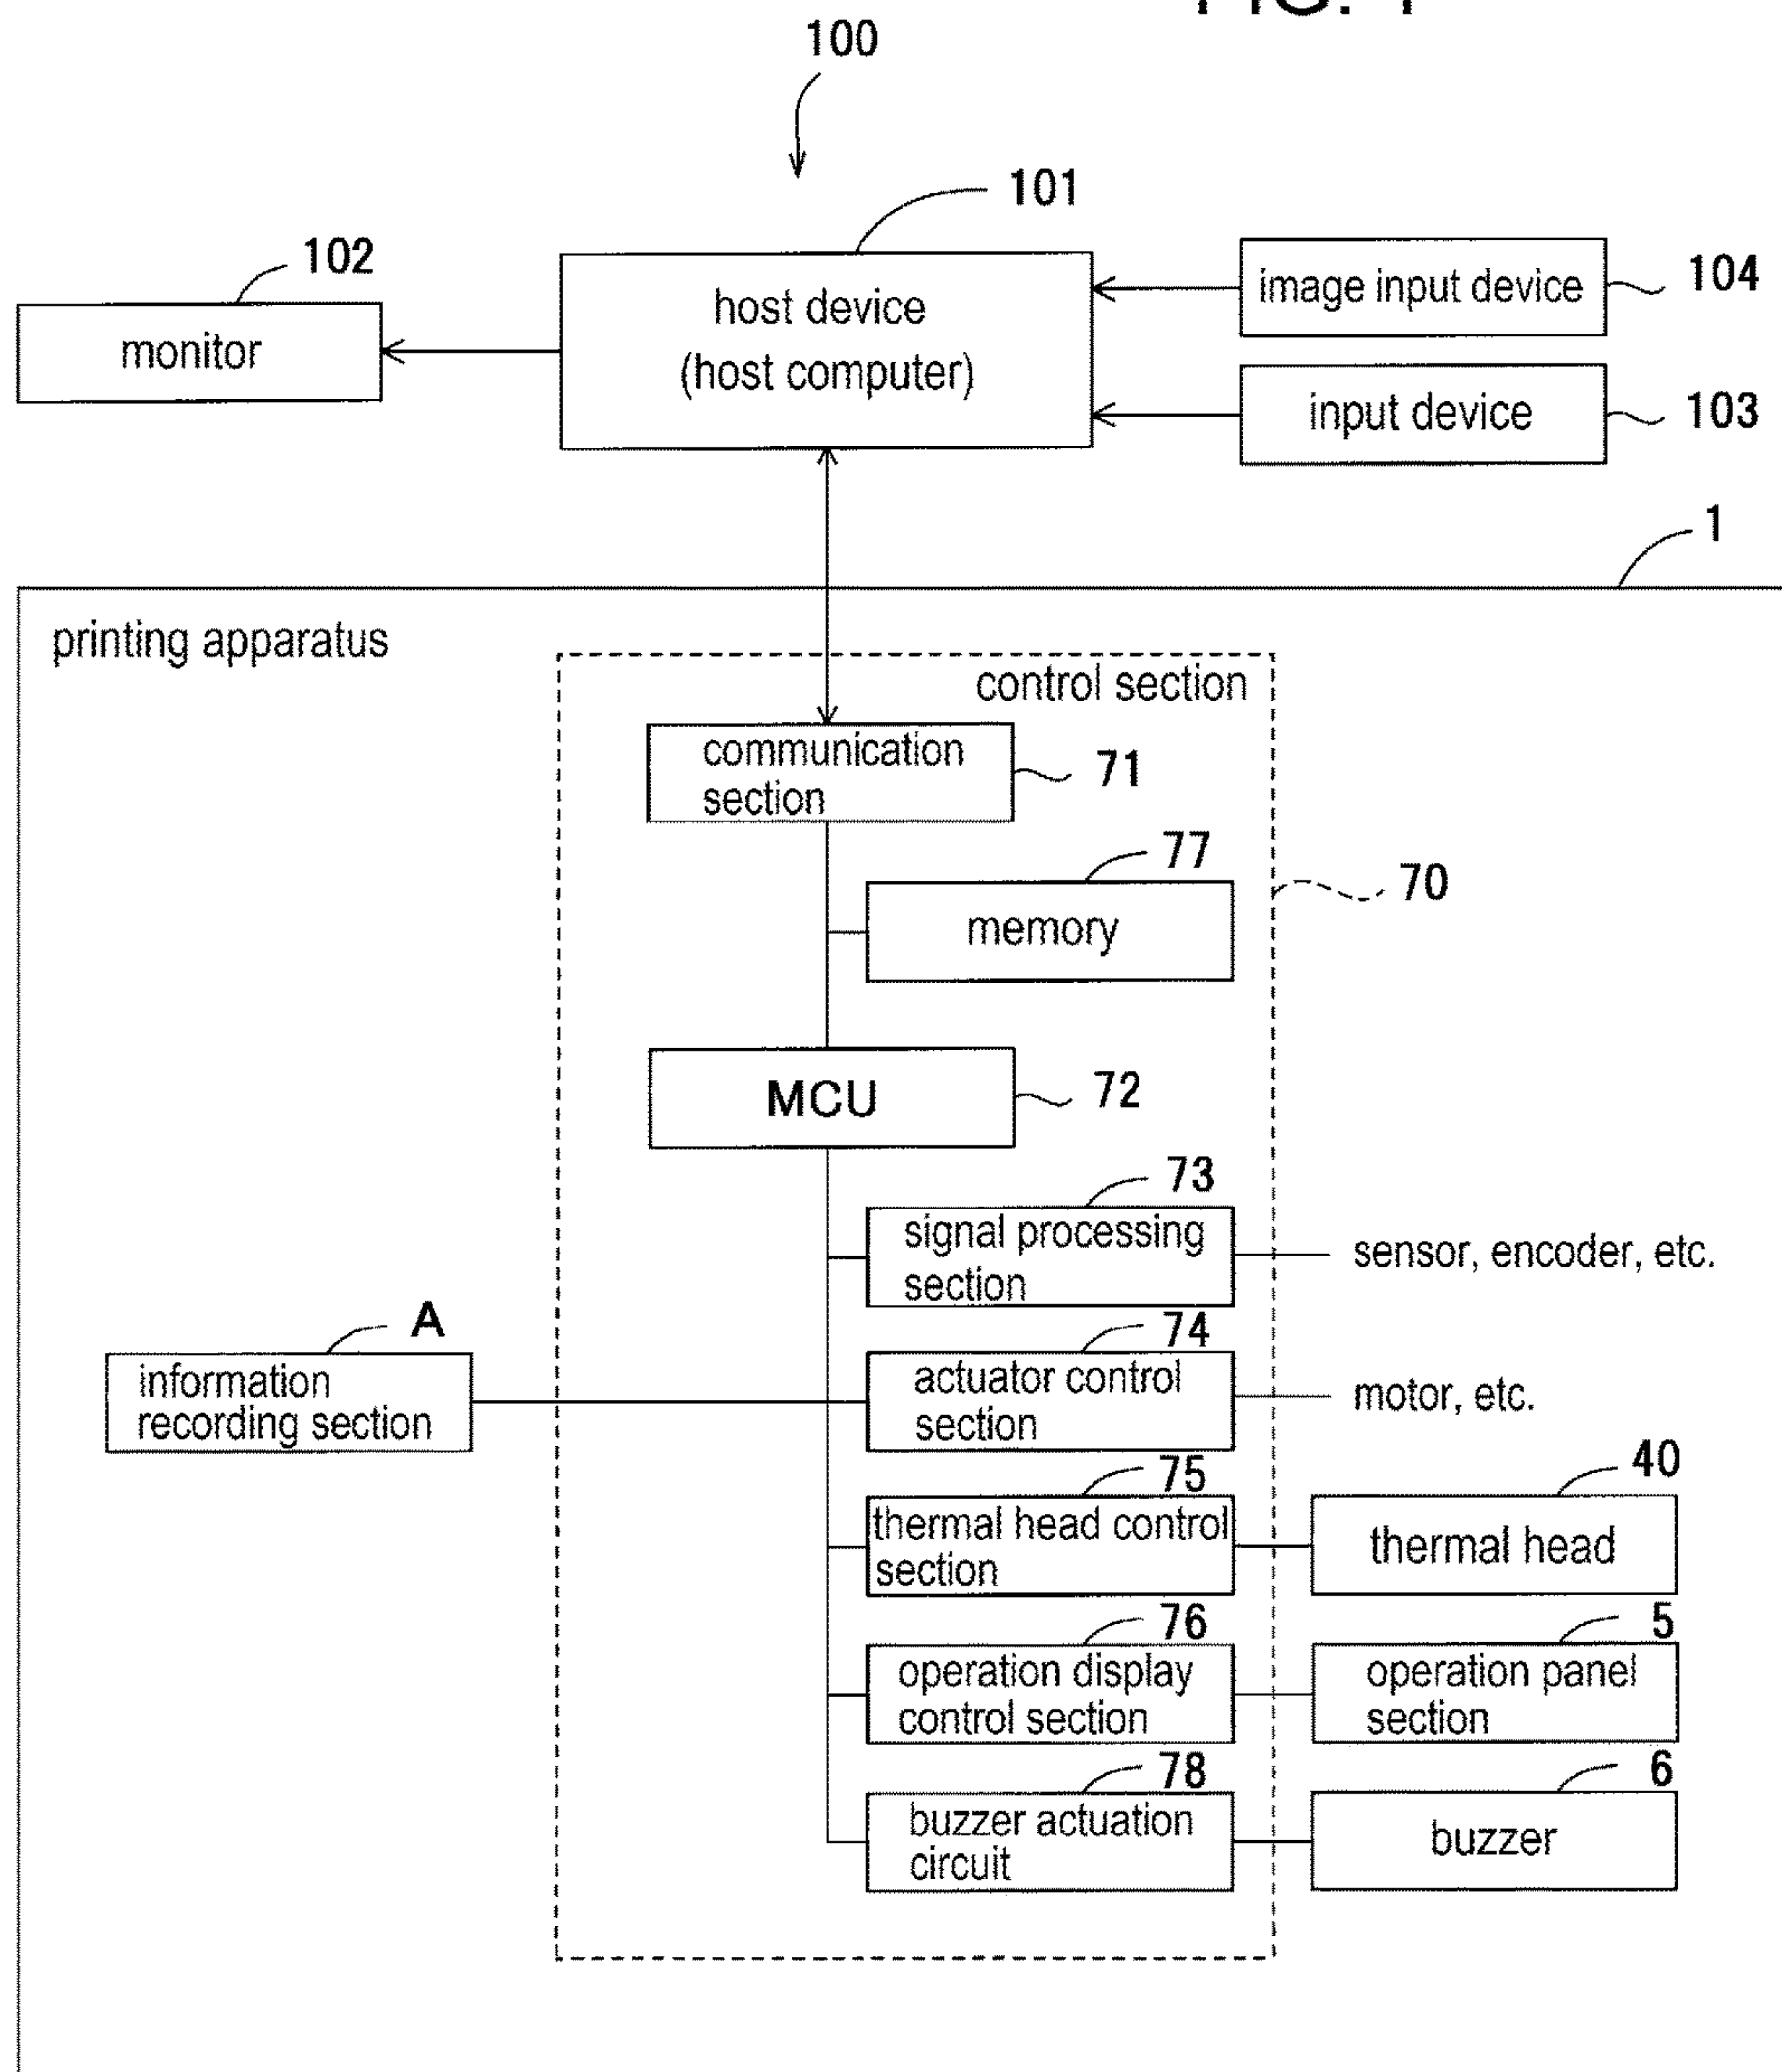 FIG.
100
101
102
104
host device
(host computer)
image input device
monitor
input device
103
1
printing apparatus
control section
communication
section
71
77
memory
70
MCU
72
73
signal processing
section
sensor, encoder, etc.
A
information
recording section
74
actuator control
section
motor, etc.
75
thermal head control
section
40
thermal head
76
operation display
control section
5
operation panel
section
78
buzzer actuation
circuit
6
buzzer